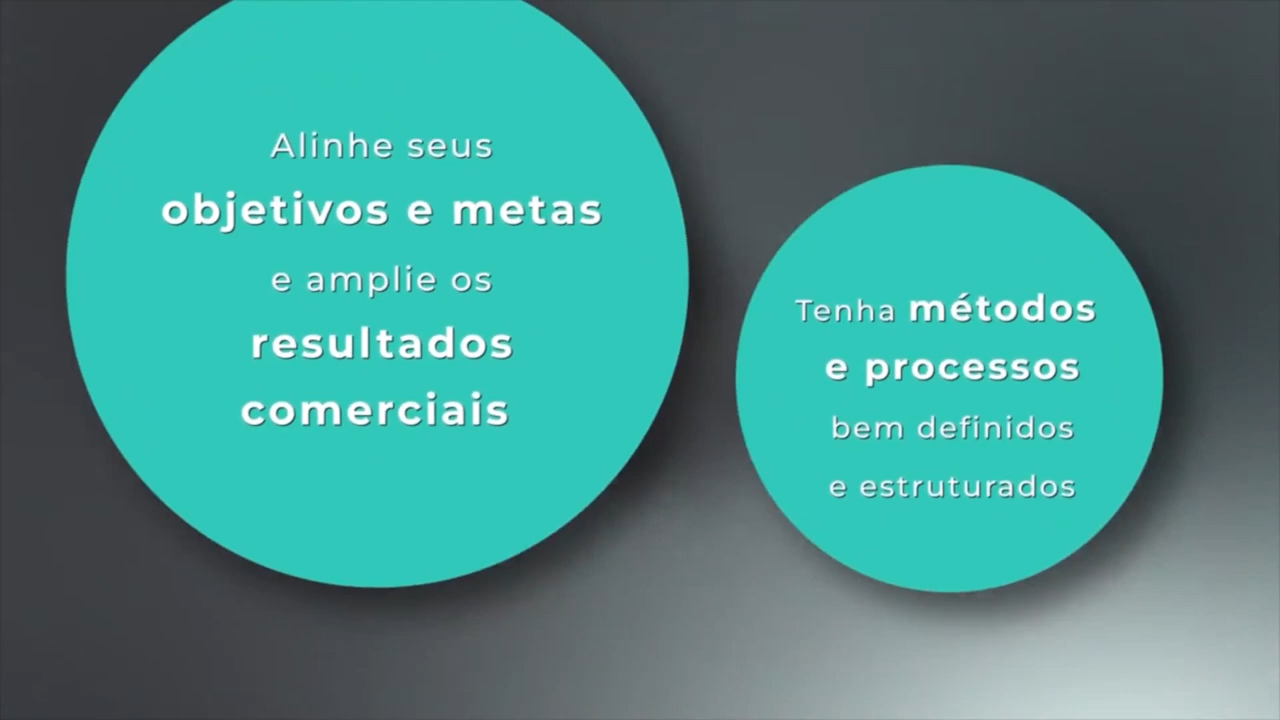 Alinhe seus
objetivos e metas
e amplie os
resultados
comerciais
Tenha métodos
e processos
bem definidos
e estruturados